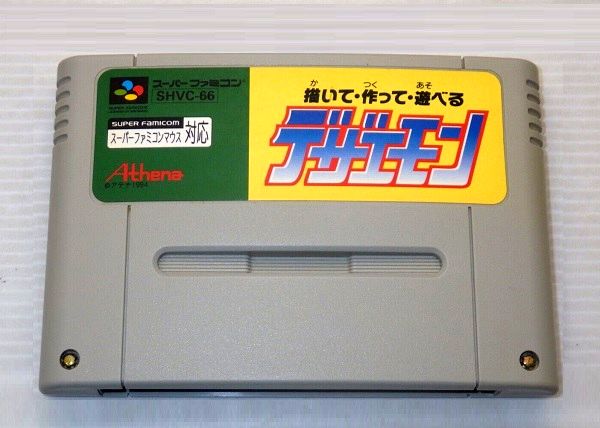 スーパーファミコン
SHVC-66
SUPER FAMICOM
スーパーファミコンマウス 対応
Athena
©アテナ1994
か つく あそ
描いて・作って・遊べる
デザエモン